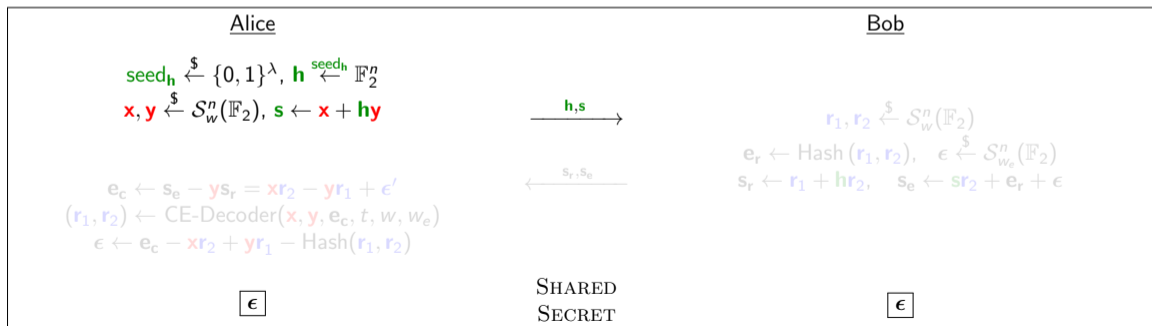 Alice
Bob
seed_h ←$ {0, 1}^λ, h ←seed_h 𝔽_2^n
x, y ←$ 𝒮_w^n(𝔽_2), s ← x + hy
h,s
r_1, r_2 ←$ 𝒮_w^n(𝔽_2)
e_r ← Hash (r_1, r_2), ϵ ←$ 𝒮_{w_e}^n(𝔽_2)
s_r, s_e
s_r ← r_1 + hr_2, s_e ← sr_2 + e_r + ϵ
e_c ← s_e − ys_r = xr_2 − yr_1 + ϵ′
(r_1, r_2) ← CE-Decoder(x, y, e_c, t, w, w_e)
ϵ ← e_c − xr_2 + yr_1 − Hash(r_1, r_2)
ϵ
SHARED
SECRET
ϵ